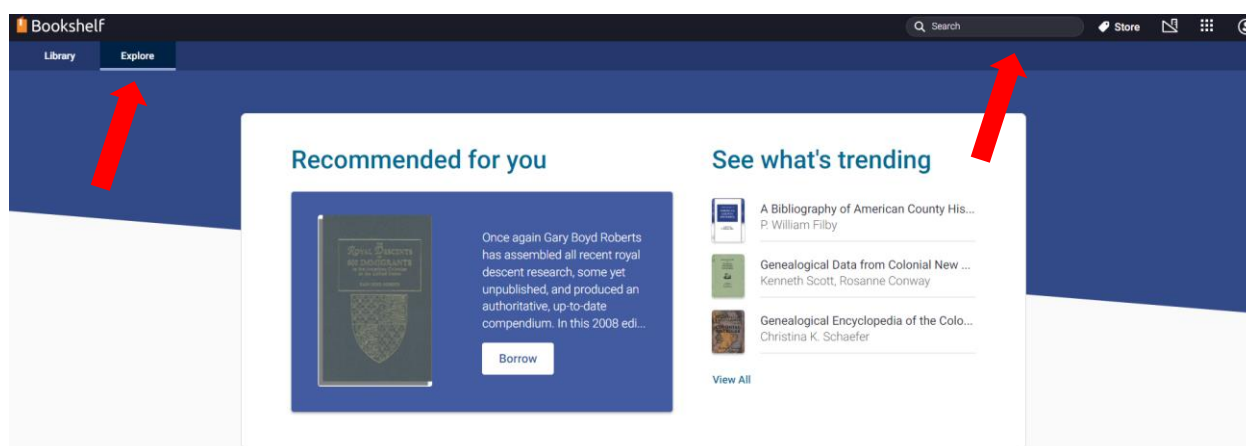 Bookshelf
Search
Store
Library
Explore
Recommended for you
Once again Gary Boyd Roberts
has assembled all recent royal
descent research, some yet
unpublished, and produced an
authoritative, up-to-date
compendium. In this 2008 edi...
Borrow
See what's trending
A Bibliography of American County His...
P. William Filby
Genealogical Data from Colonial New ...
Kenneth Scott, Rosanne Conway
Genealogical Encyclopedia of the Colo...
Christina K. Schaefer
View All